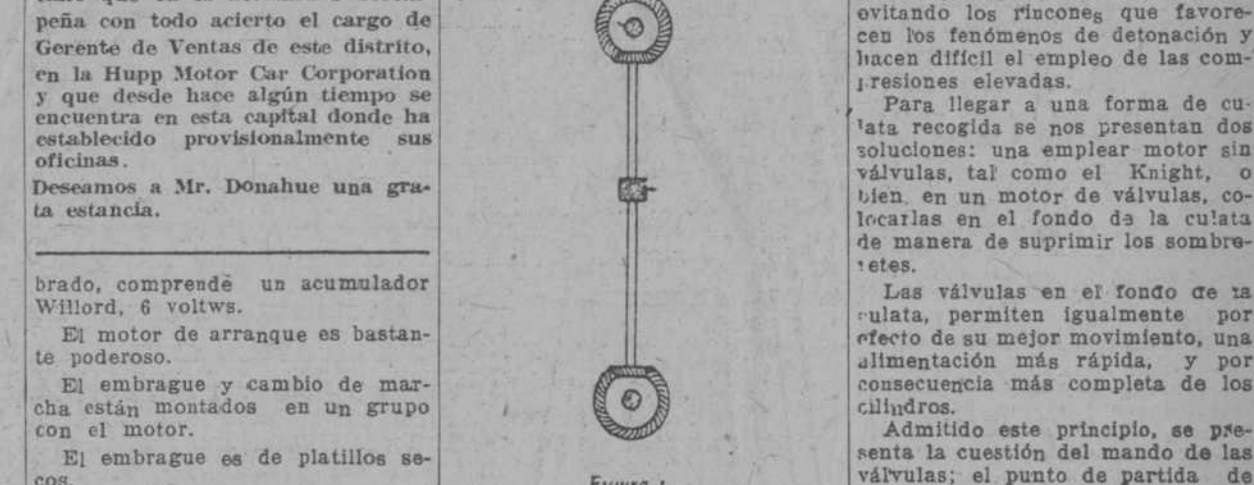 peña con todo acierto el cargo de
Gerente de Ventas de este distrito,
en la Hupp Motor Car Corporation
y que desde hace algún tiempo se
encuentra en esta capital donde ha
establecido provisionalmente sus
oficinas.
Deseamos a Mr. Donahue una gra-
ta estancia.
brado, comprende un acumulador
Willord, 6 voltws.
El motor de arranque es bastan-
te poderoso.
El embrague y cambio de mar-
cha están montados en un grupo
con el motor.
El embrague es de platillos se-
cos.
evitando los rincones que favore-
cen los fenómenos de detonación y
hacen difícil el empleo de las com-
presiones elevadas.
Para llegar a una forma de cu-
lata recogida se nos presentan dos
soluciones: una emplear motor sin
válvulas, tal como el Knight, o
bien, en un motor de válvulas, co-
locarlas en el fondo da la culata
de manera de suprimir los sombre-
retes.
Las válvulas en el fondo de la
culata, permiten igualmente por
efecto de su mejor movimiento, una
alimentación más rápida, y por
consecuencia más completa de los
cilindros.
Admitido este principio, se pre-
senta la cuestión del mando de las
válvulas; el punto de partida de